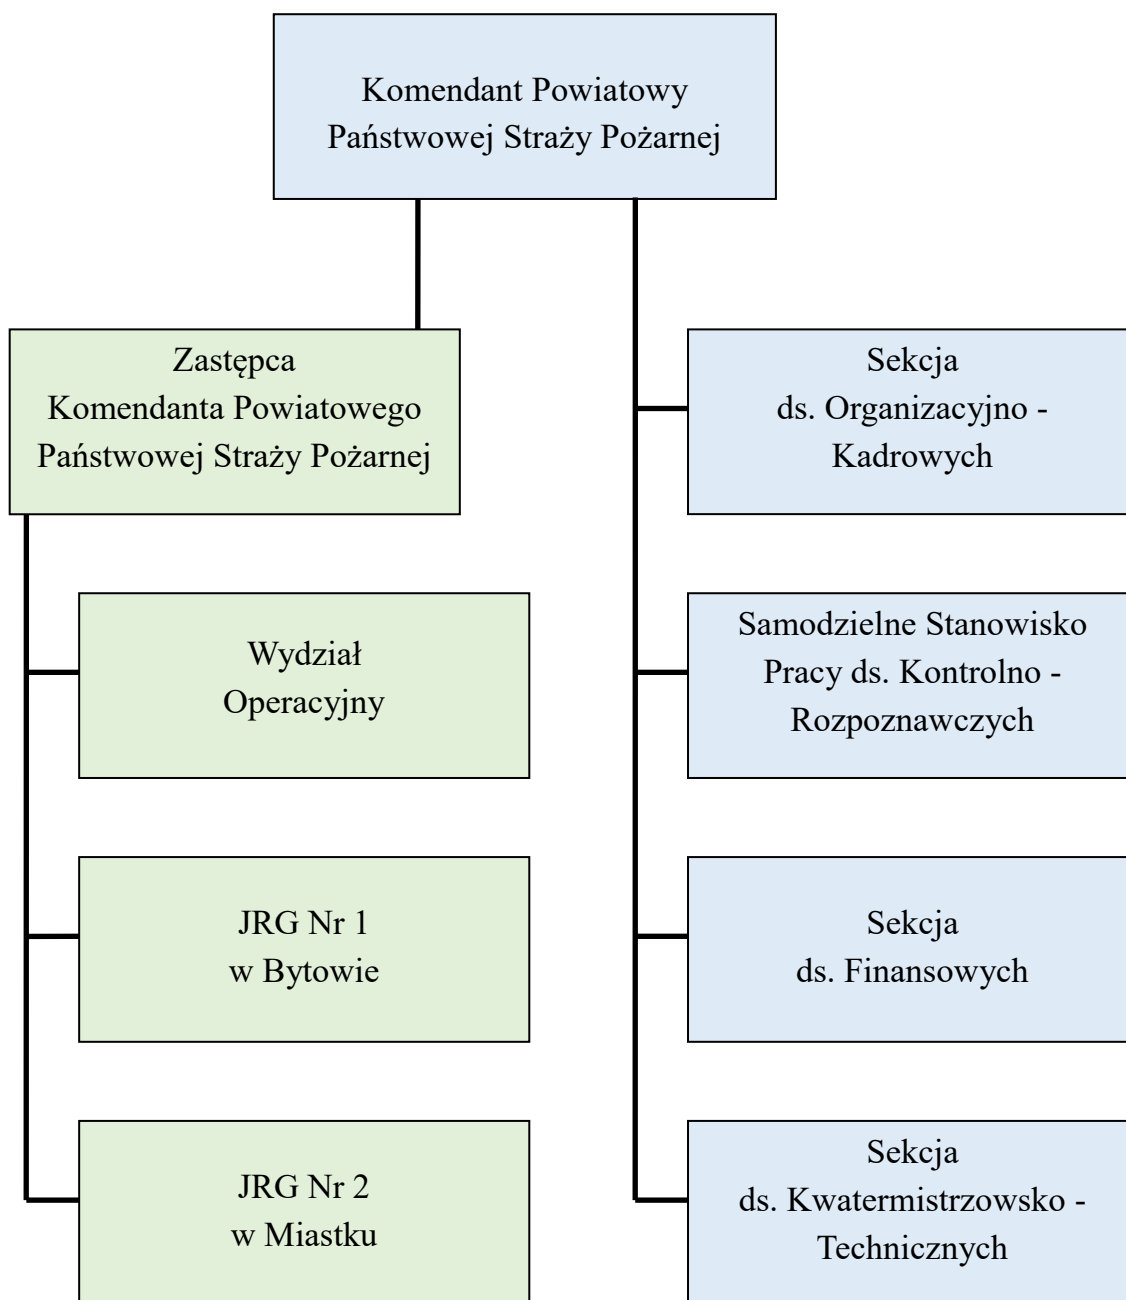 Komendant Powiatowy
Państwowej Straży Pożarnej
Zastępca
Komendanta Powiatowego
Państwowej Straży Pożarnej
Wydział
Operacyjny
JRG Nr 1
w Bytowie
JRG Nr 2
w Miastku
Sekcja
ds. Organizacyjno -
Kadrowych
Samodzielne Stanowisko
Pracy ds. Kontrolno -
Rozpoznawczych
Sekcja
ds. Finansowych
Sekcja
ds. Kwatermistrzowsko -
Technicznych